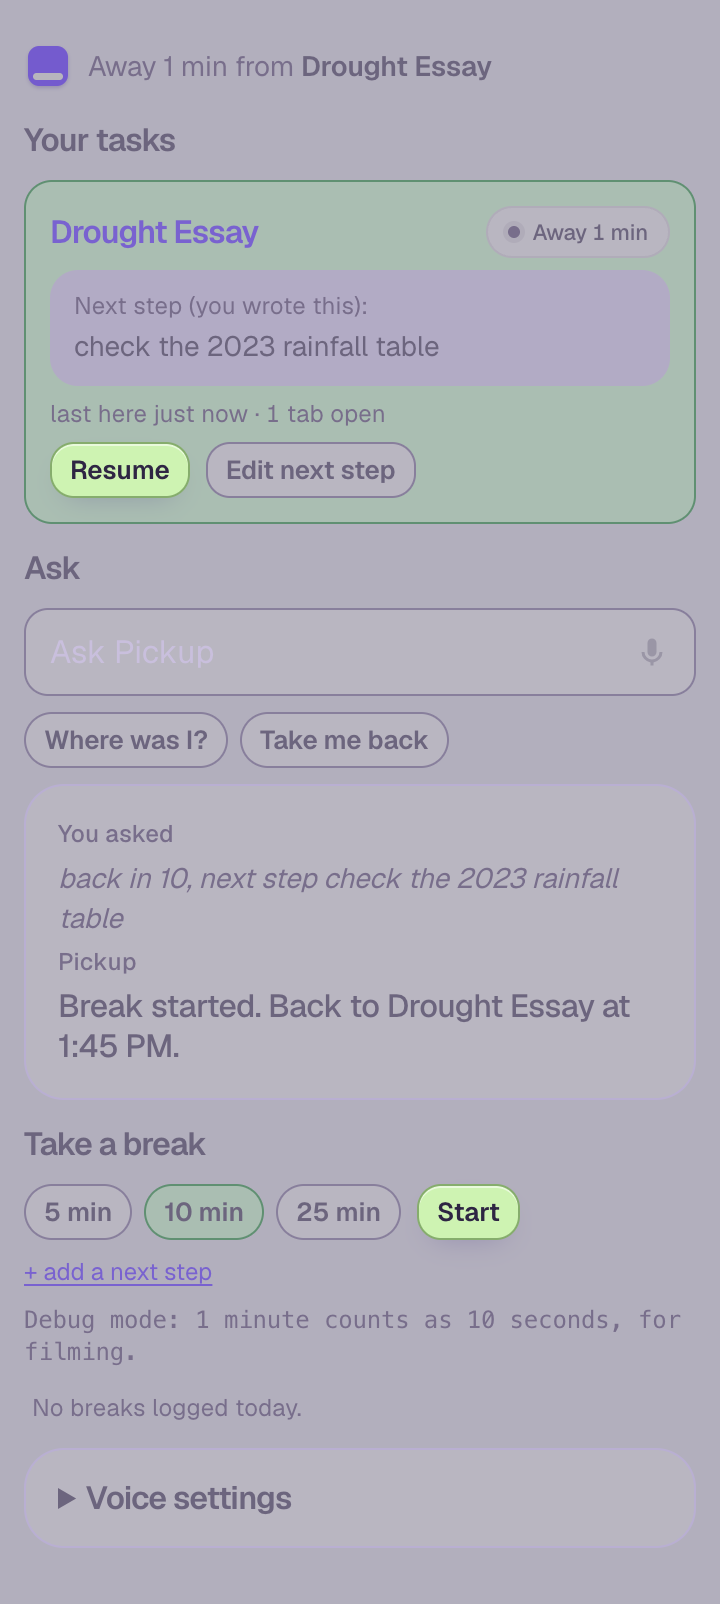 Away 1 min from Drought Essay
Your tasks
Drought Essay
Away 1 min
Next step (you wrote this):
check the 2023 rainfall table
last here just now · 1 tab open
Resume
Edit next step
Ask
Ask Pickup
Where was I?
Take me back
You asked
back in 10, next step check the 2023 rainfall
table
Pickup
Break started. Back to Drought Essay at
1:45 PM.
Take a break
5 min
10 min
25 min
Start
+ add a next step
Debug mode: 1 minute counts as 10 seconds, for
filming.
No breaks logged today.
Voice settings